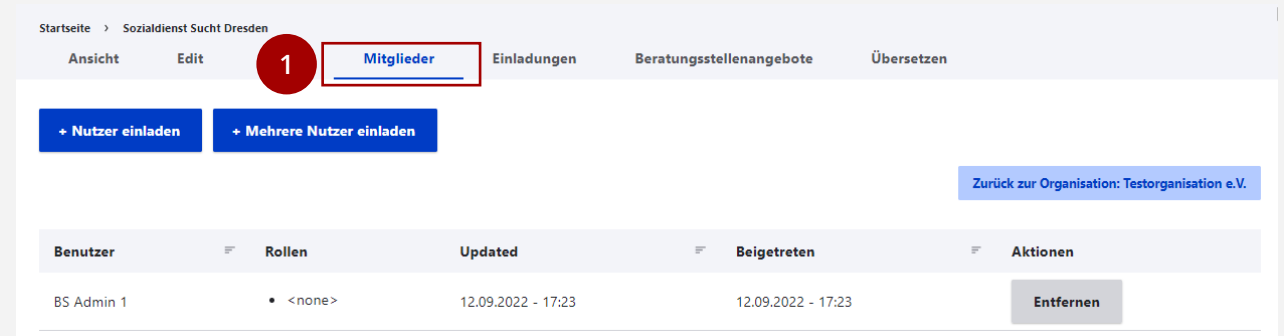 Startseite › Sozialdienst Sucht Dresden
Ansicht Edit 1 Mitglieder Einladungen Beratungsstellenangebote Übersetzen
+ Nutzer einladen + Mehrere Nutzer einladen
Zurück zur Organisation: Testorganisation e.V.
Benutzer Rollen Updated Beigetreten Aktionen
BS Admin 1 • <none> 12.09.2022 - 17:23 12.09.2022 - 17:23 Entfernen